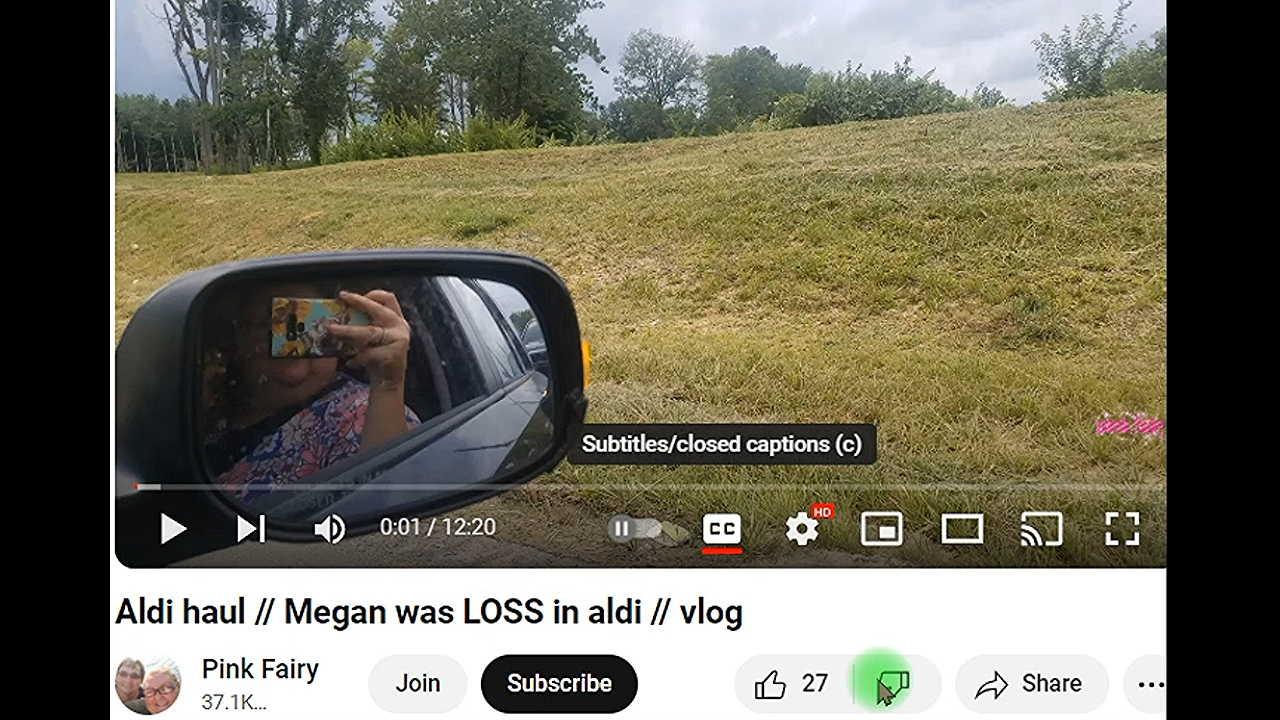 Subtitles/closed captions (c)
0:01 / 12:20
CC
HD
Aldi haul // Megan was LOSS in aldi // vlog
Pink Fairy
37.1K...
Join
Subscribe
27
Share